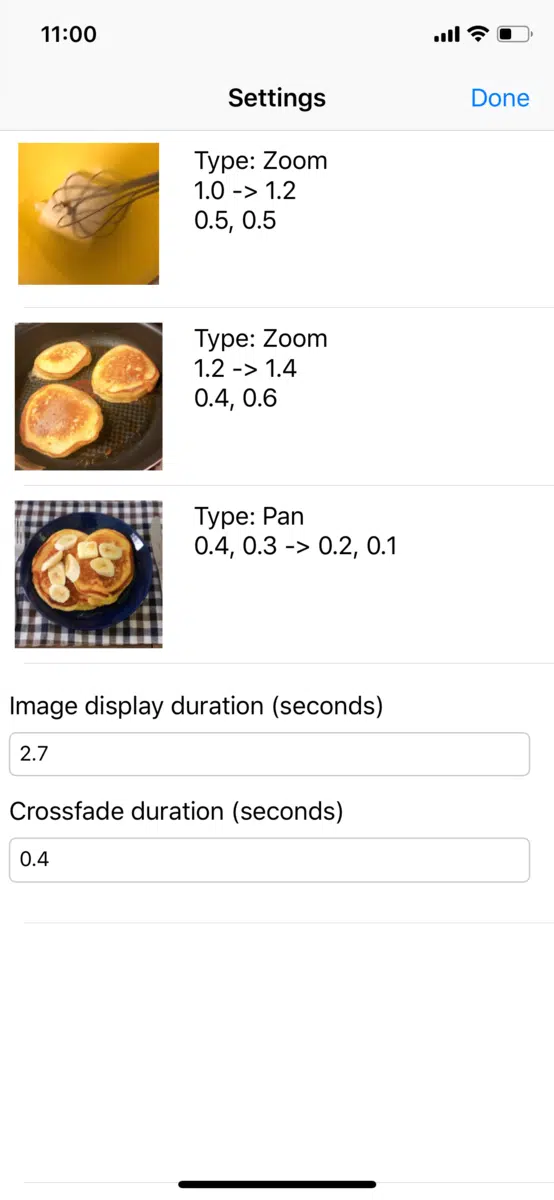 11:00
Settings
Done
Type: Zoom
1.0 -> 1.2
0.5, 0.5
Type: Zoom
1.2 -> 1.4
0.4, 0.6
Type: Pan
0.4, 0.3 -> 0.2, 0.1
Image display duration (seconds)
2.7
Crossfade duration (seconds)
0.4